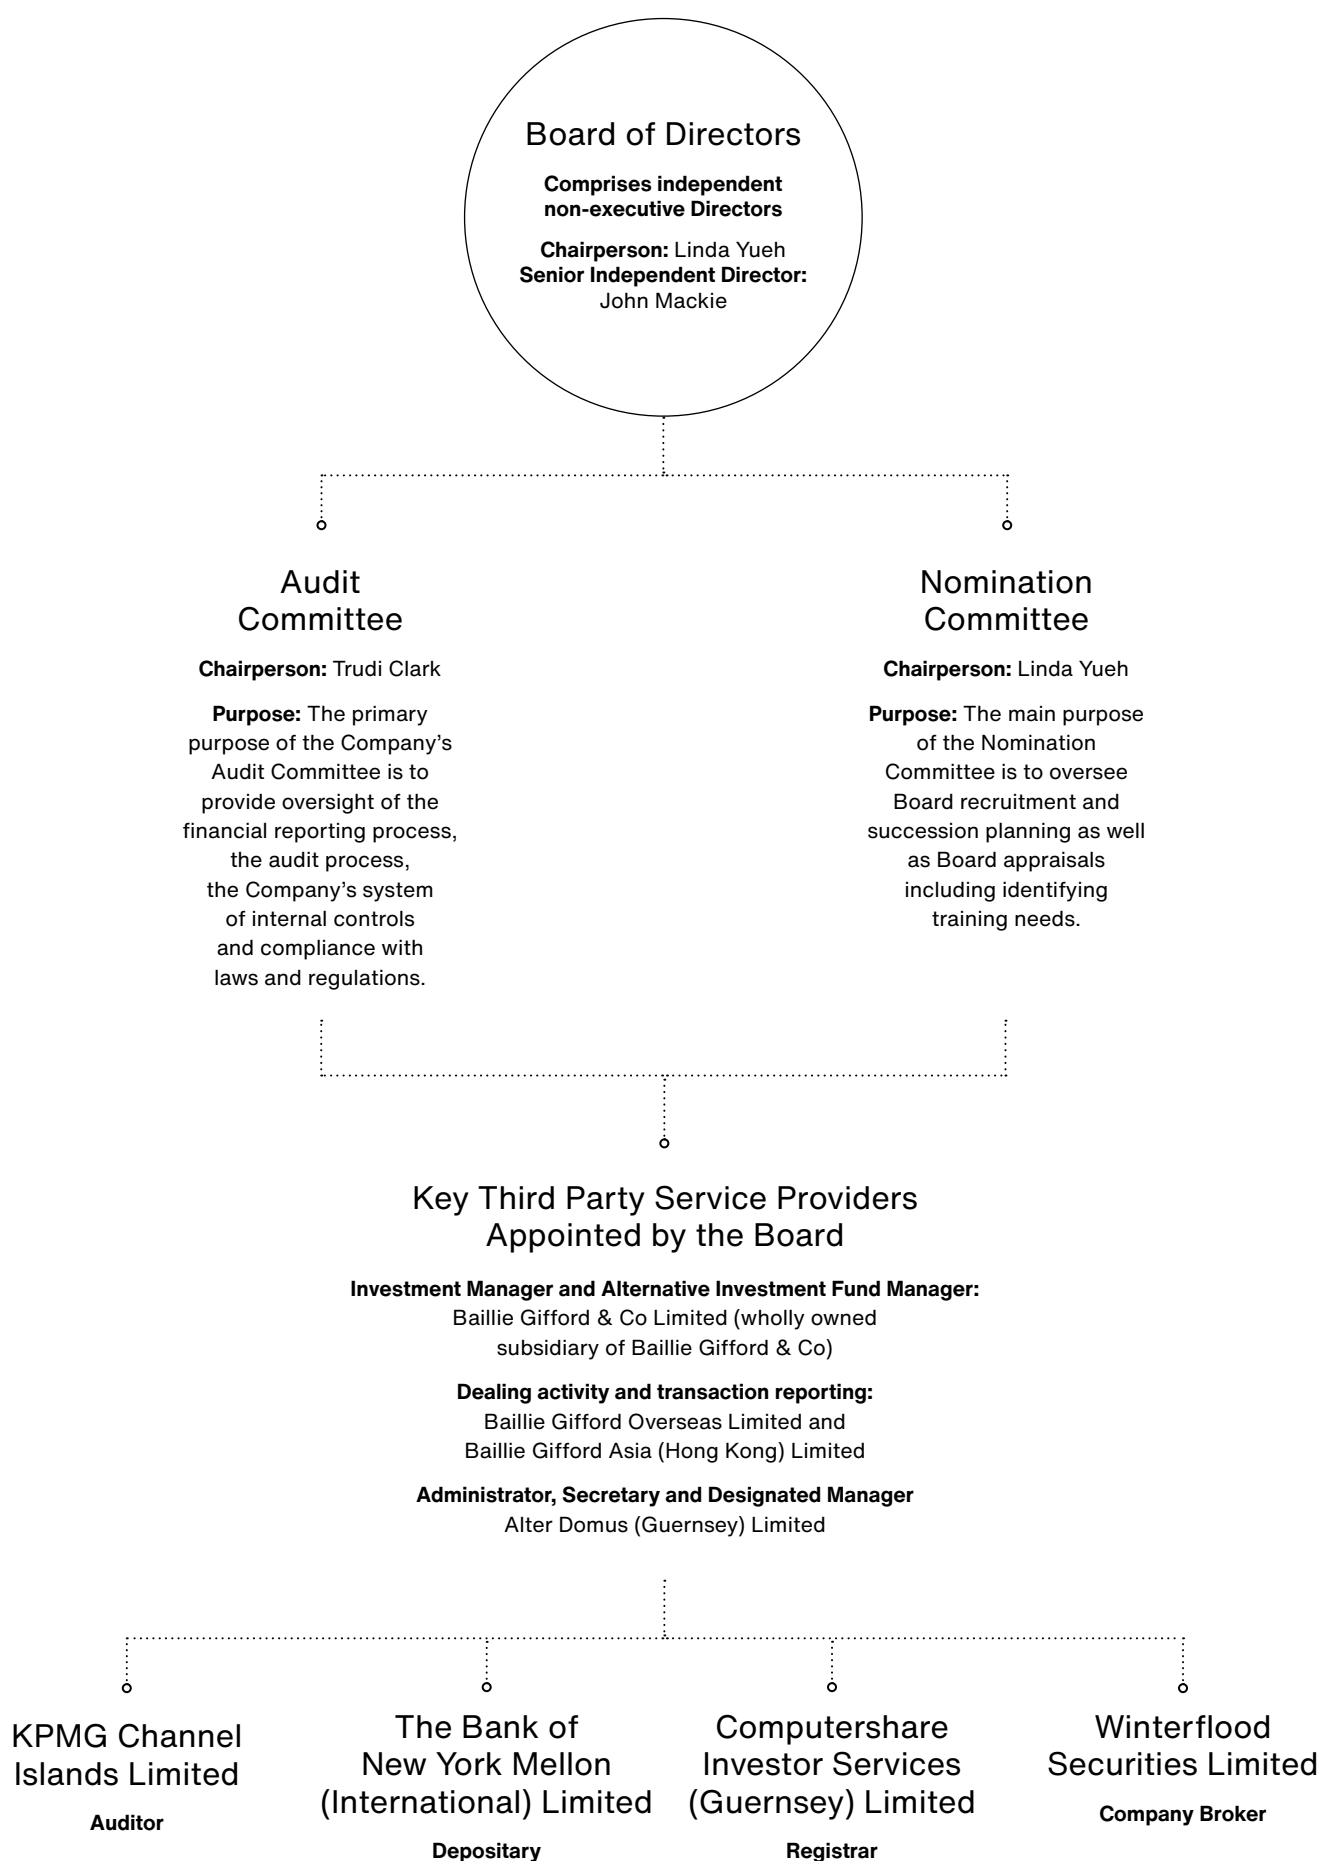 Board of Directors
Comprises independent
non-executive Directors
Chairperson: Linda Yueh
Senior Independent Director:
John Mackie
Audit
Committee
Chairperson: Trudi Clark
Purpose: The primary
purpose of the Company’s
Audit Committee is to
provide oversight of the
financial reporting process,
the audit process,
the Company’s system
of internal controls
and compliance with
laws and regulations.
Nomination
Committee
Chairperson: Linda Yueh
Purpose: The main purpose
of the Nomination
Committee is to oversee
Board recruitment and
succession planning as well
as Board appraisals
including identifying
training needs.
Key Third Party Service Providers
Appointed by the Board
Investment Manager and Alternative Investment Fund Manager:
Baillie Gifford & Co Limited (wholly owned
subsidiary of Baillie Gifford & Co)
Dealing activity and transaction reporting:
Baillie Gifford Overseas Limited and
Baillie Gifford Asia (Hong Kong) Limited
Administrator, Secretary and Designated Manager
Alter Domus (Guernsey) Limited
KPMG Channel
Islands Limited
Auditor
The Bank of
New York Mellon
(International) Limited
Depositary
Computershare
Investor Services
(Guernsey) Limited
Registrar
Winterflood
Securities Limited
Company Broker